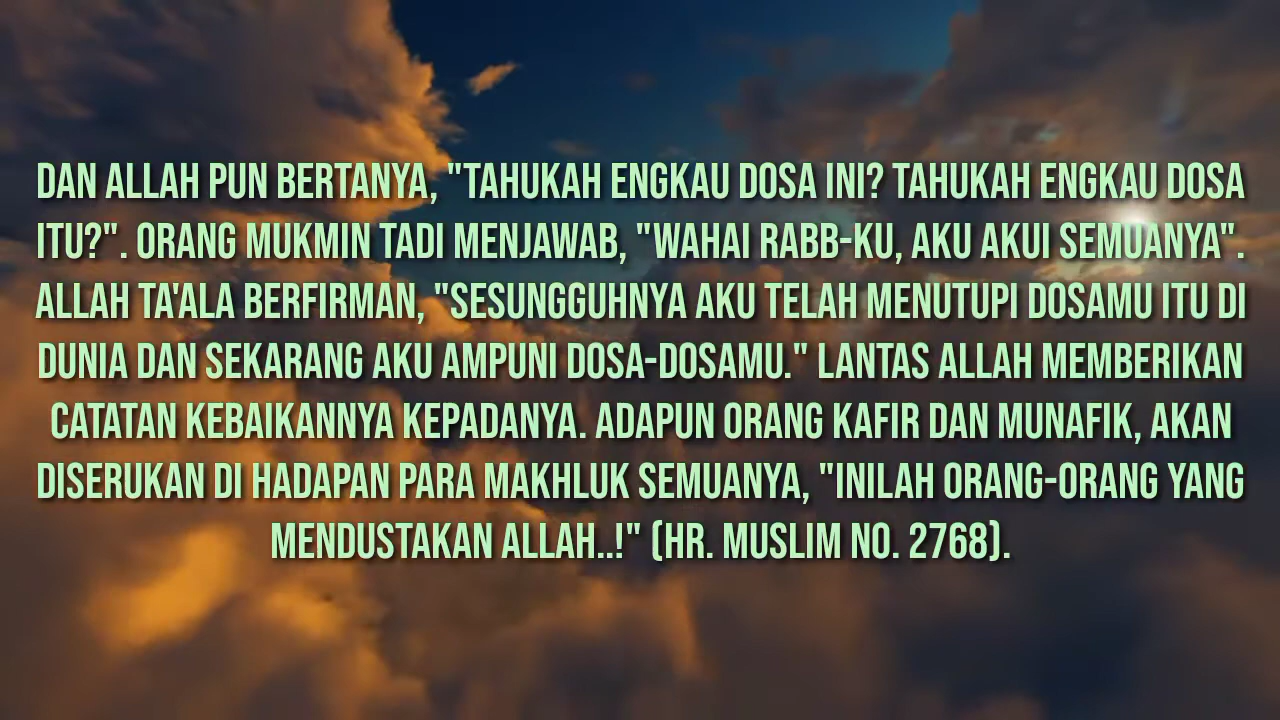 DAN ALLAH PUN BERTANYA, "TAHUKAH ENGKAU DOSA INI? TAHUKAH ENGKAU DOSA
ITU?". ORANG MUKMIN TADI MENJAWAB, "WAHAI RABB-KU, AKU AKUI SEMUANYA".
ALLAH TA'ALA BERFIRMAN, "SESUNGGUHNYA AKU TELAH MENUTUPI DOSAMU ITU DI
DUNIA DAN SEKARANG AKU AMPUNI DOSA-DOSAMU." LANTAS ALLAH MEMBERIKAN
CATATAN KEBAIKANNYA KEPADANYA. ADAPUN ORANG KAFIR DAN MUNAFIK, AKAN
DISERUKAN DI HADAPAN PARA MAKHLUK SEMUANYA, "INILAH ORANG-ORANG YANG
MENDUSTAKAN ALLAH..!" (HR. MUSLIM NO. 2768).